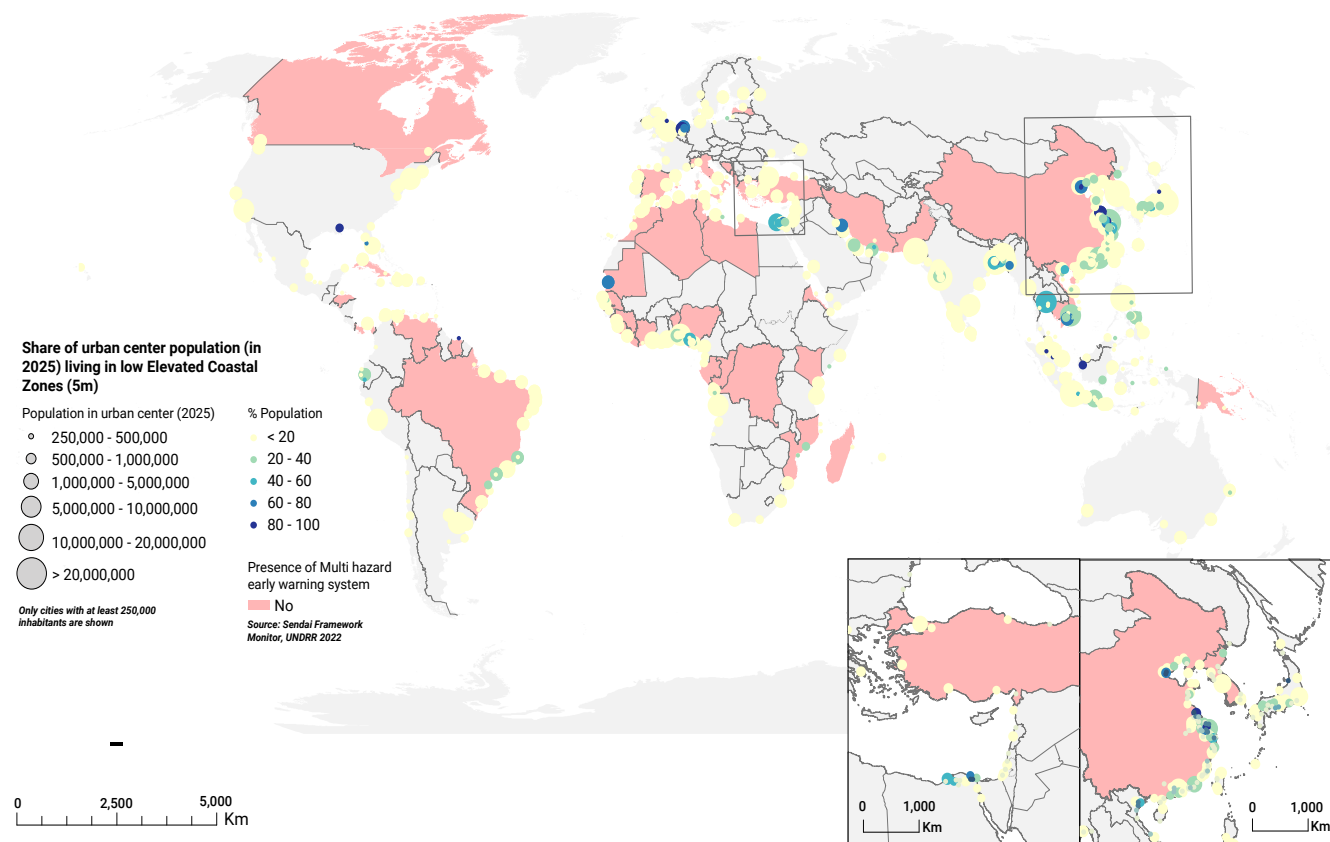 Share of urban center population (in
2025) living in low Elevated Coastal
Zones (5m)
Population in urban center (2025)
250,000 - 500,000
500,000 - 1,000,000
1,000,000 - 5,000,000
5,000,000 - 10,000,000
10,000,000 - 20,000,000
> 20,000,000
Only cities with at least 250,000
inhabitants are shown
% Population
< 20
20 - 40
40 - 60
60 - 80
80 - 100
Presence of Multi hazard
early warning system
No
Source: Sendai Framework
Monitor, UNDRR 2022
0 2,500 5,000
Km
0 1,000
Km
0 1,000
Km